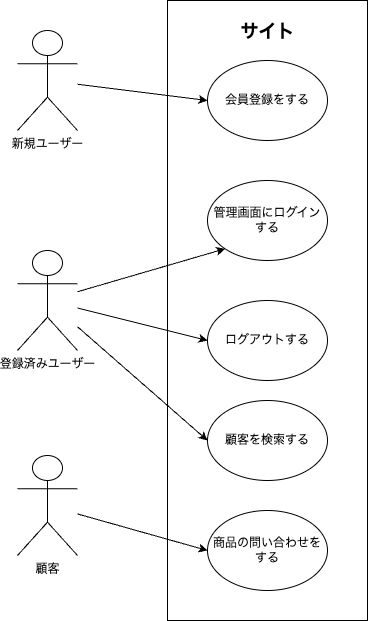 サイト
会員登録をする
新規ユーザー
管理画面にログイン
する
ログアウトする
登録済みユーザー
顧客を検索する
商品の問い合わせを
する
顧客